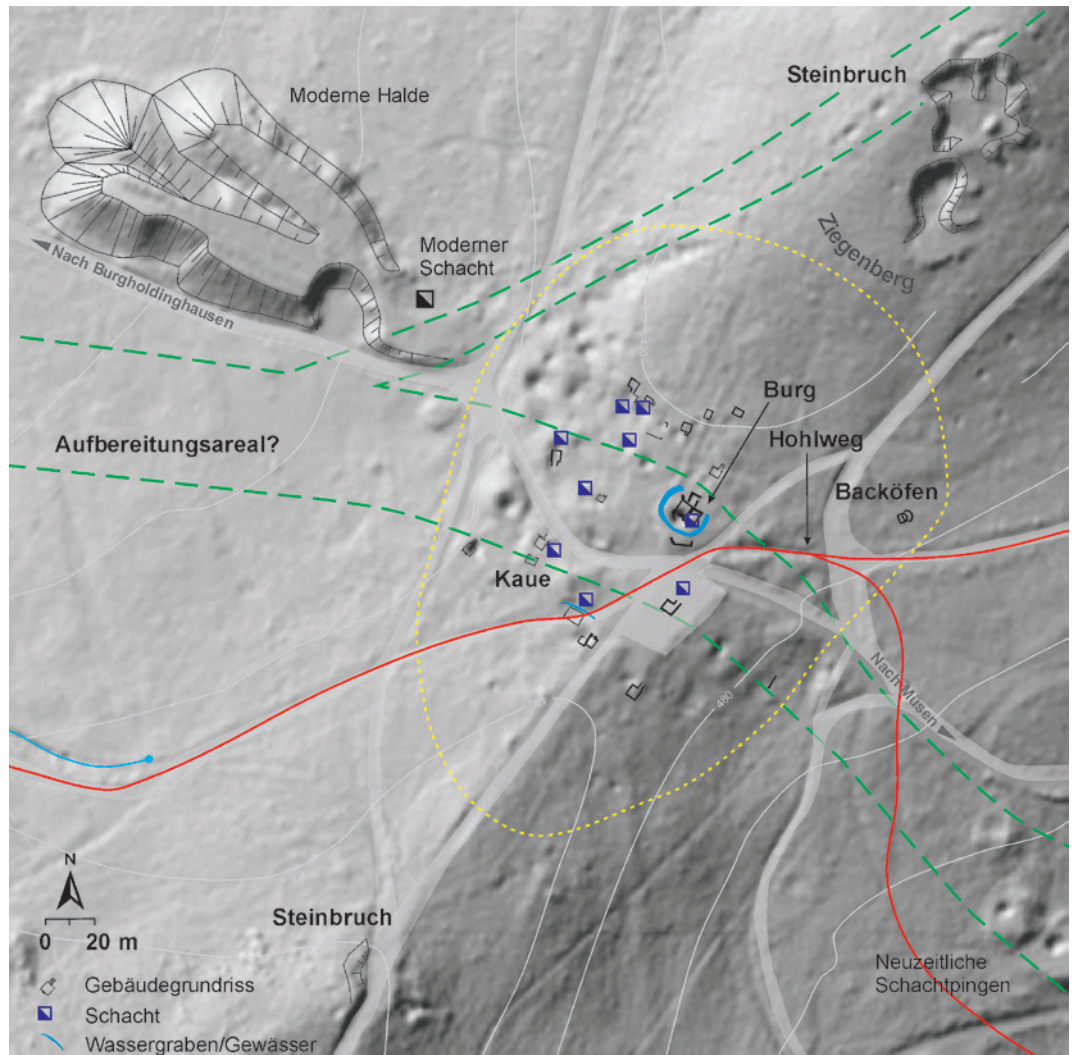 Steinbruch
Moderne Halde
Ziegenberg
Moderner
Schacht
Nach Burgholdinghausen
Burg
Hohlweg
Aufbereitungsareal?
Backöfen
Kaue
480
Nach Müsen
N
0 20 m
Steinbruch
Neuzeitliche
Schachtpingen
Gebäudegrundriss
Schacht
Wassergraben/Gewässer